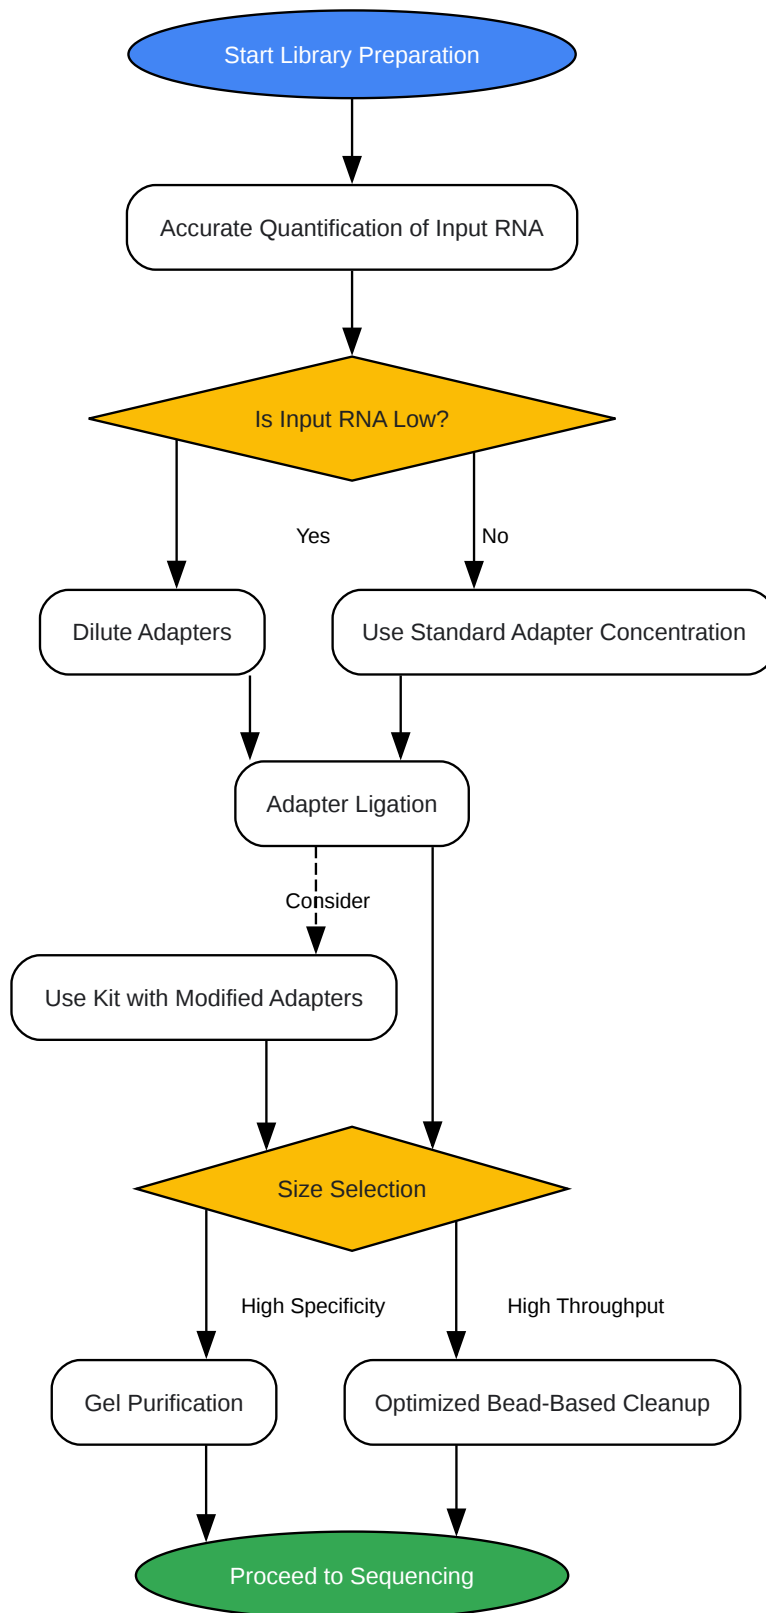 Start Library Preparation
Accurate Quantification of Input RNA
Is Input RNA Low?
Yes
No
Dilute Adapters
Use Standard Adapter Concentration
Adapter Ligation
Consider
Use Kit with Modified Adapters
Size Selection
High Specificity
High Throughput
Gel Purification
Optimized Bead-Based Cleanup
Proceed to Sequencing